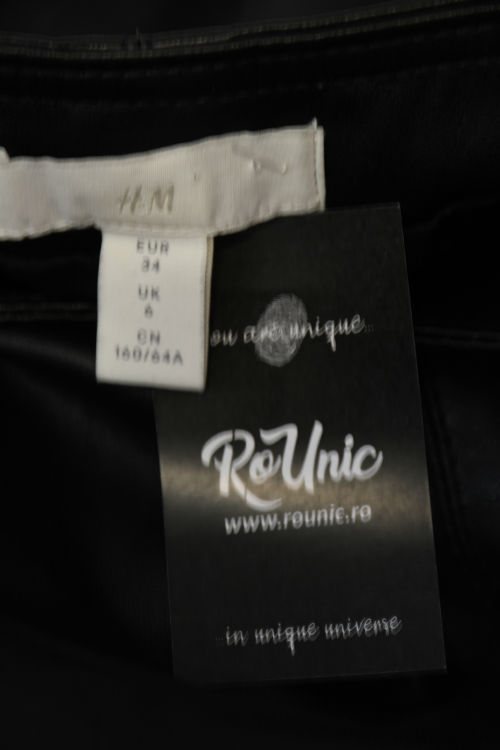 H&M
EUR
34
UK
6
CN
160/64A
ou are unique...
RoUnic
www.rounic.ro
...in unique universe